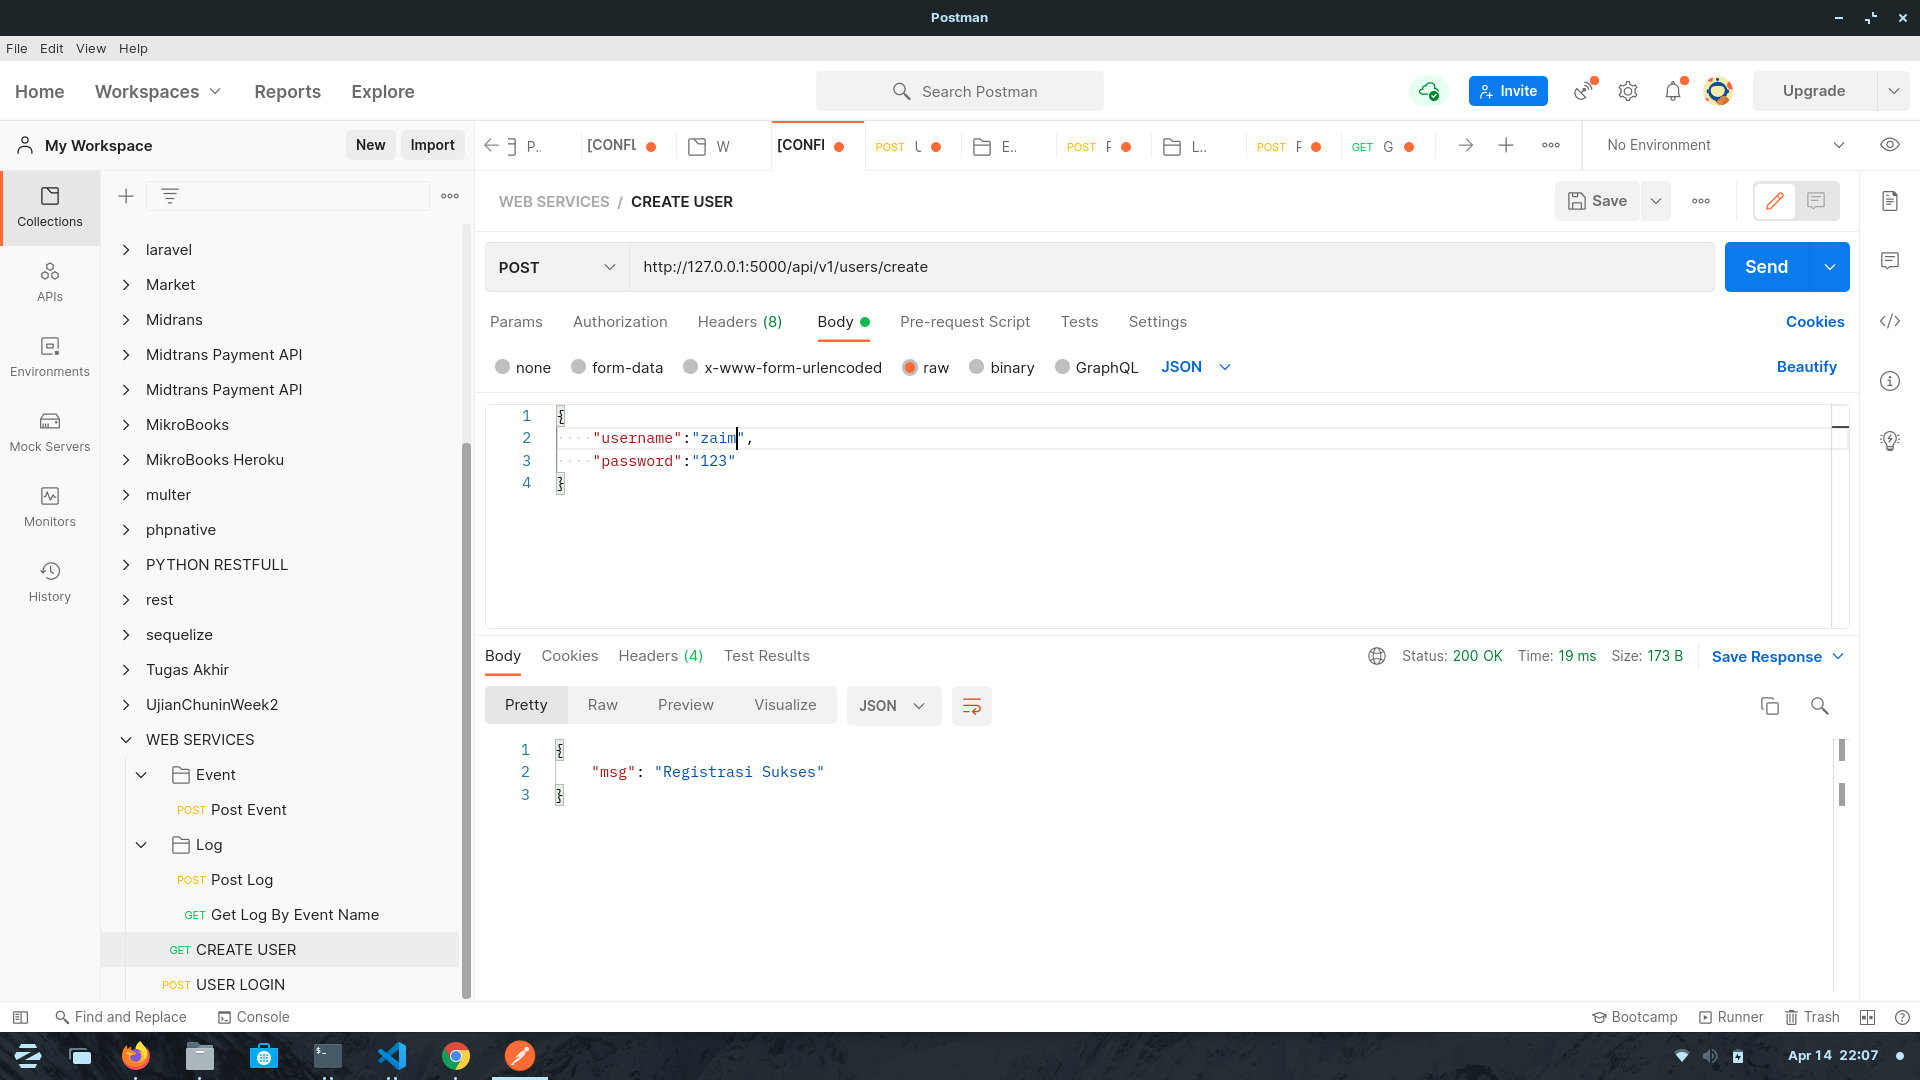 Postman
File Edit View Help
Home Workspaces Reports Explore Search Postman Invite Upgrade
My Workspace New Import
P.. [CONFL W [CONFI POST E.. POST L.. POST GET G No Environment
Collections
APIs
Environments
Mock Servers
Monitors
History
laravel
Market
Midrans
Midtrans Payment API
Midtrans Payment API
MikroBooks
MikroBooks Heroku
multer
phpnative
PYTHON RESTFULL
rest
sequelize
Tugas Akhir
UjianChuninWeek2
WEB SERVICES
Event
POST Post Event
Log
POST Post Log
GET Get Log By Event Name
GET CREATE USER
POST USER LOGIN
WEB SERVICES / CREATE USER Save
POST http://127.0.0.1:5000/api/v1/users/create Send
Params Authorization Headers (8) Body Pre-request Script Tests Settings Cookies
none form-data x-www-form-urlencoded raw binary GraphQL JSON Beautify
1 {
2 ····"username":"zaim",
3 ····"password":"123"
4 }
Body Cookies Headers (4) Test Results Status: 200 OK Time: 19 ms Size: 173 B Save Response
Pretty Raw Preview Visualize JSON
1 {
2 "msg": "Registrasi Sukses"
3 }
Find and Replace Console Bootcamp Runner Trash
Apr 14 22:07